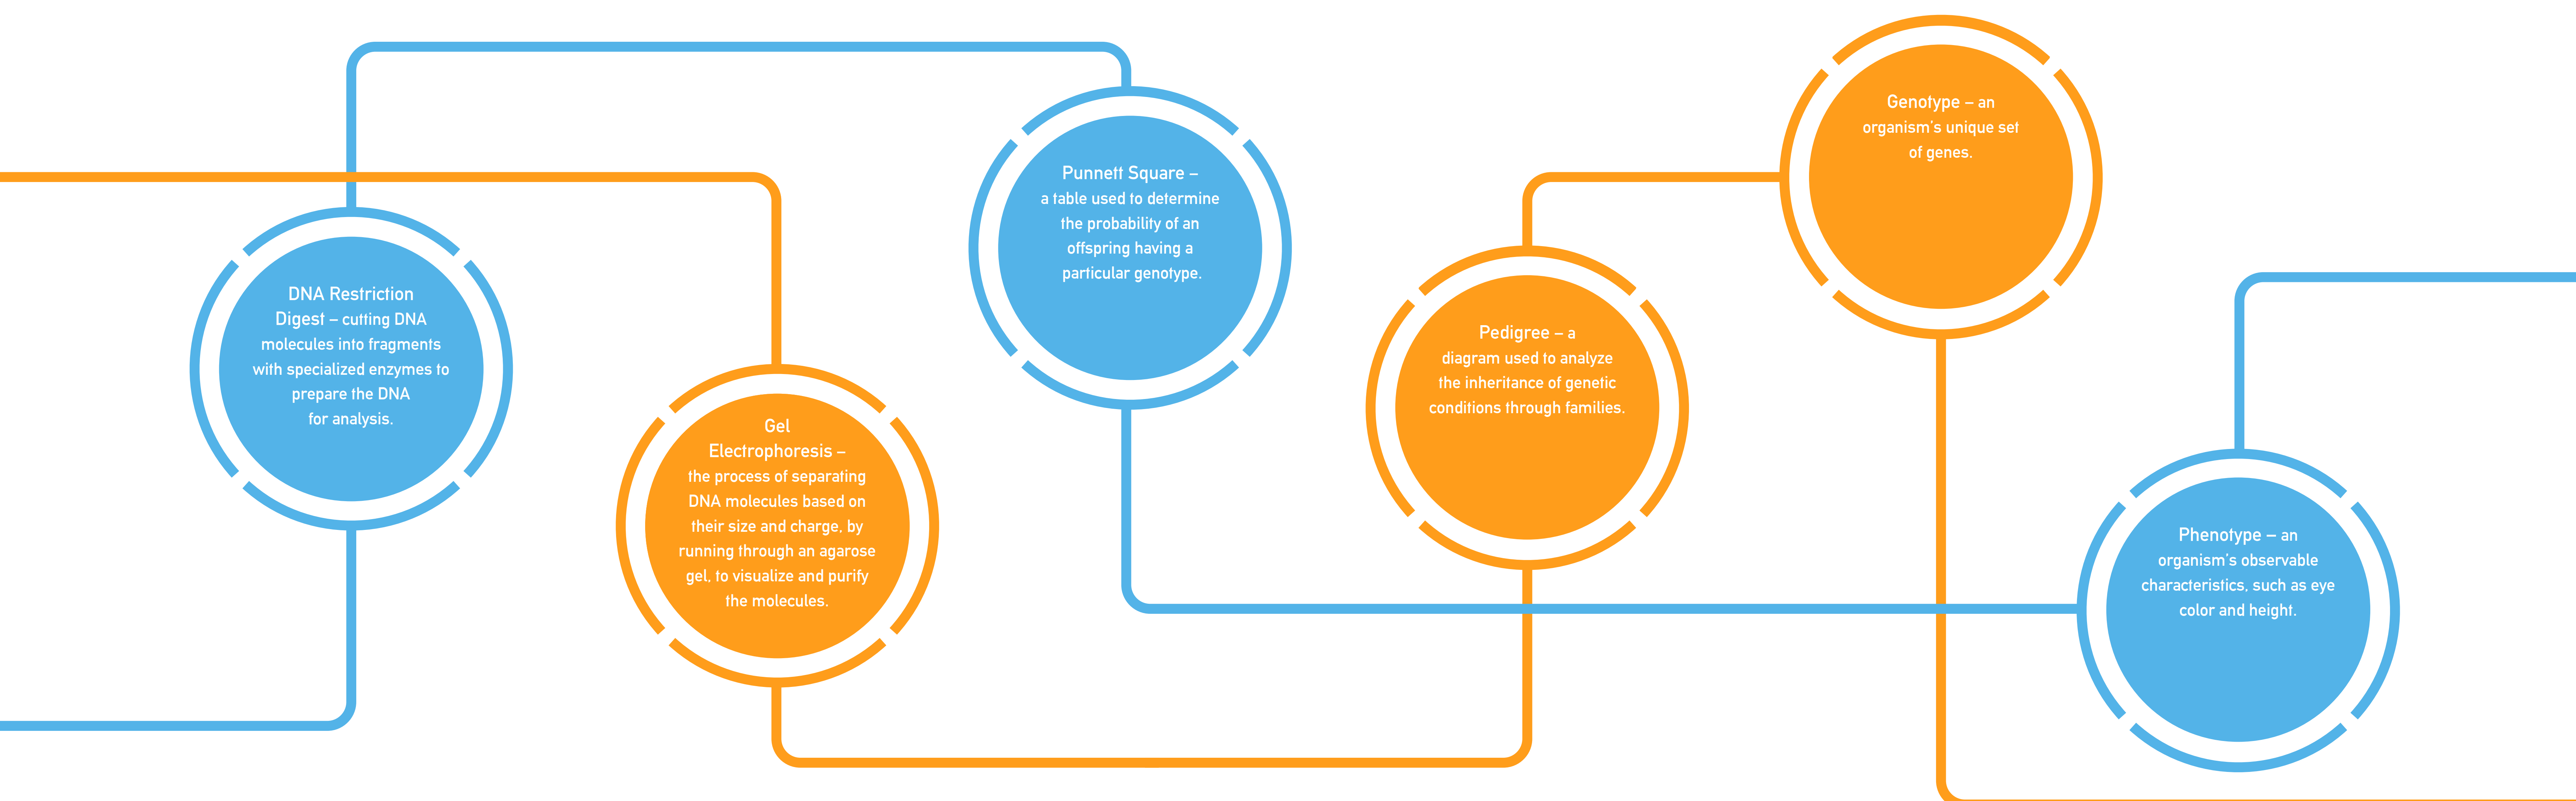 DNA Restriction
Digest – cutting DNA
molecules into fragments
with specialized enzymes to
prepare the DNA
for analysis.
Gel
Electrophoresis –
the process of separating
DNA molecules based on
their size and charge, by
running through an agarose
gel, to visualize and purify
the molecules.
Punnett Square –
a table used to determine
the probability of an
offspring having a
particular genotype.
Pedigree – a
diagram used to analyze
the inheritance of genetic
conditions through families.
Genotype – an
organism's unique set
of genes.
Phenotype – an
organism's observable
characteristics, such as eye
color and height.